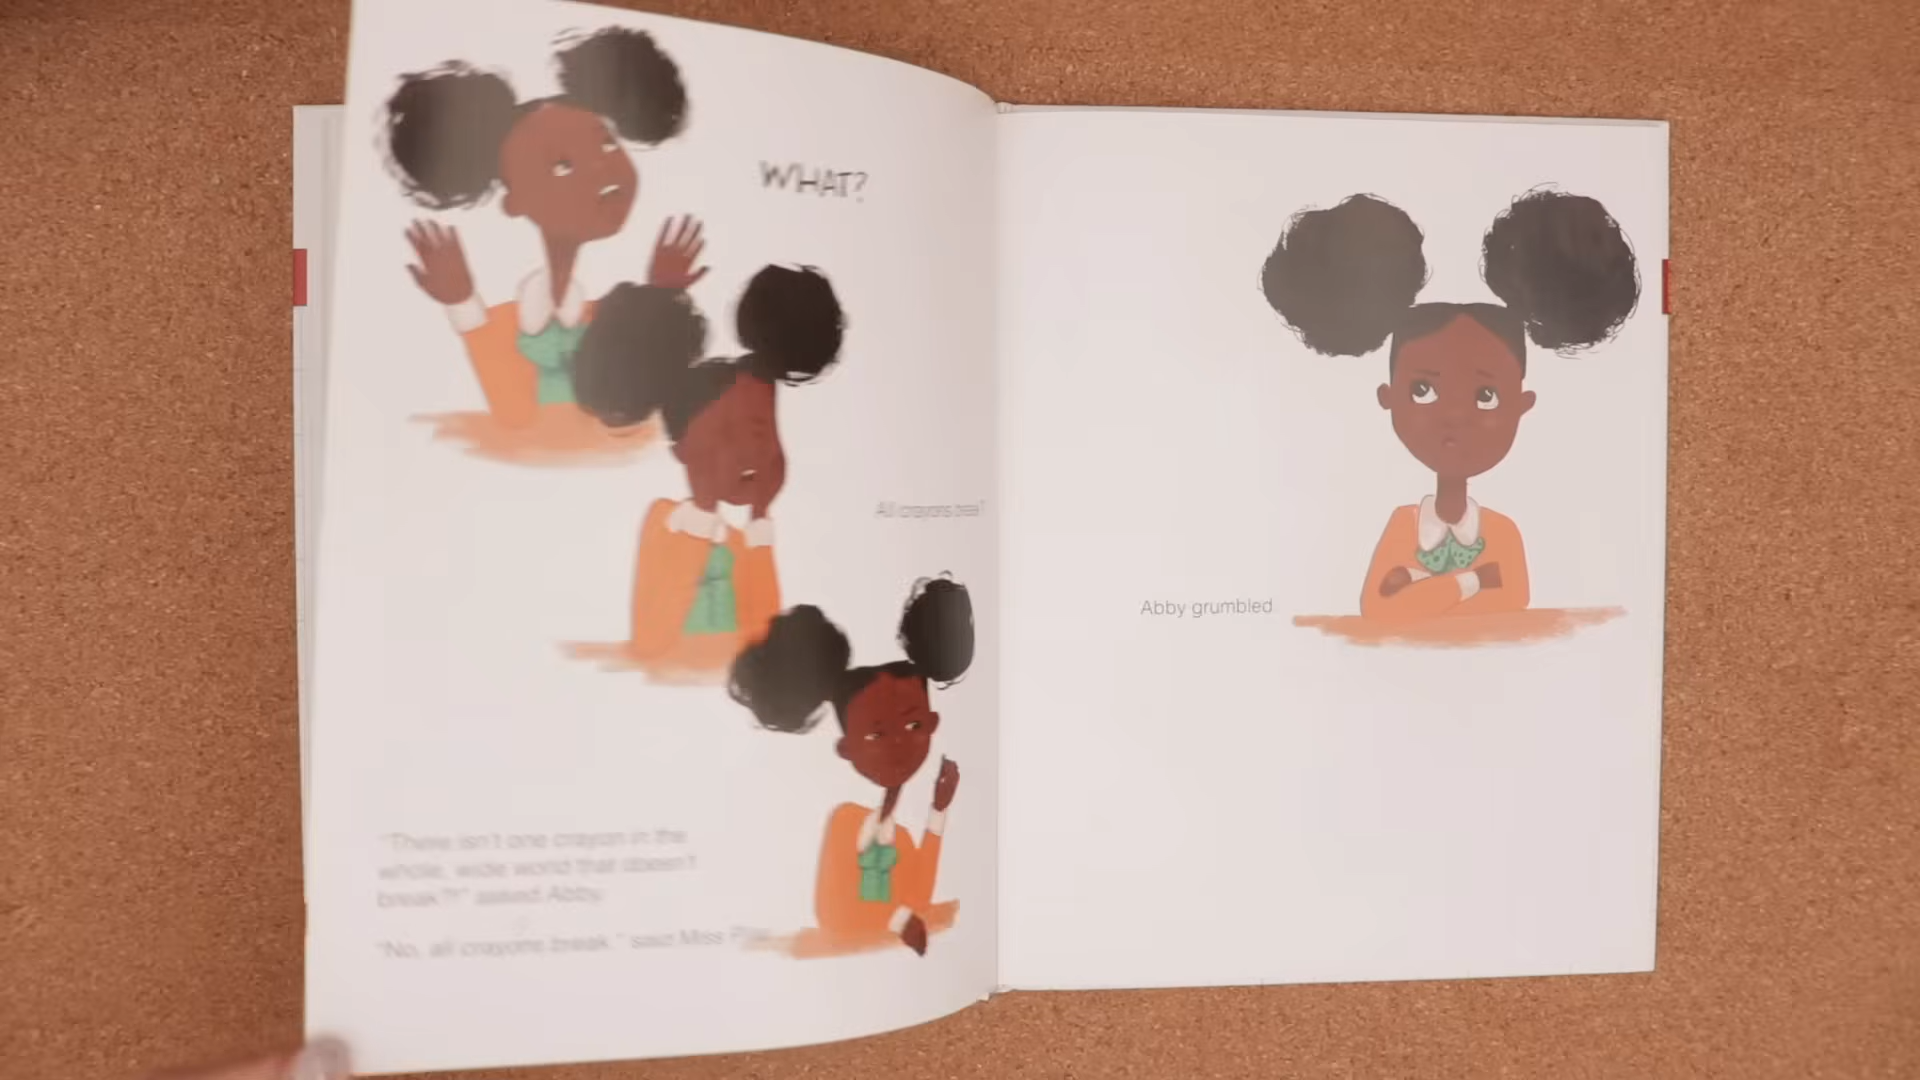 WHAT?
All crayons
"There isn't one crayon in the
whole, wide world that doesn't
break?!" asked Abby.
"No, all crayons break." said Miss
Abby grumbled.